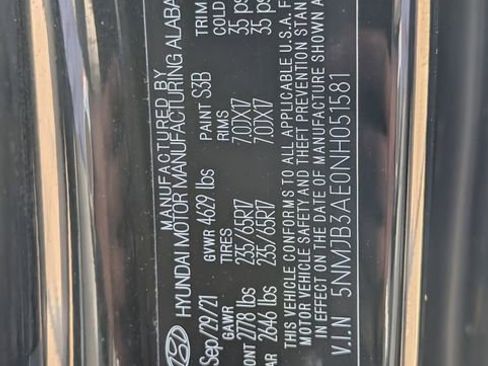 MANUFACTURED BY
HYUNDAI MOTOR MANUFACTURING ALABA
Sep/29/21 GVWR 4629 lbs PAINT S3B TRIM
GAWR TIRES RIMS COLD
ONT 2778 lbs 235/65R17 7.0JX17 35 ps
AR 2646 lbs 235/65R17 7.0JX17 35 ps
THIS VEHICLE CONFORMS TO ALL APPLICABLE U.S.A. F
MOTOR VEHICLE SAFETY AND THEFT PREVENTION STAN
IN EFFECT ON THE DATE OF MANUFACTURE SHOWN A
V.I.N 5NMJB3AE0NH051581